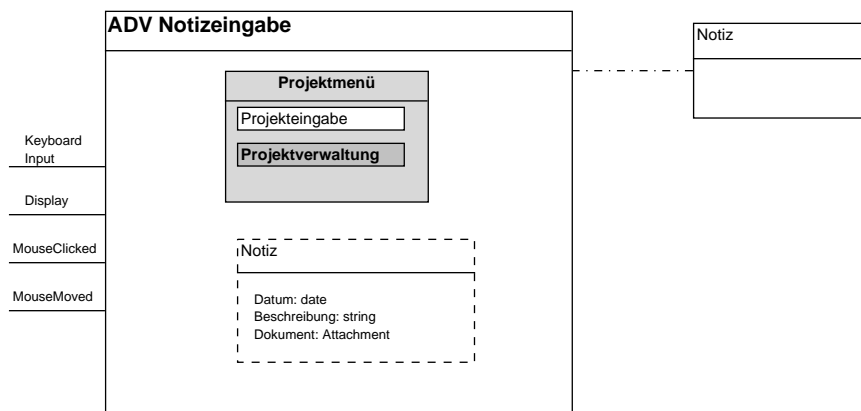 ADV Notizeingabe
Notiz
Projektmenü
Projekteingabe
Projektverwaltung
Keyboard
Input
Display
MouseClicked
MouseMoved
Notiz
Datum: date
Beschreibung: string
Dokument: Attachment